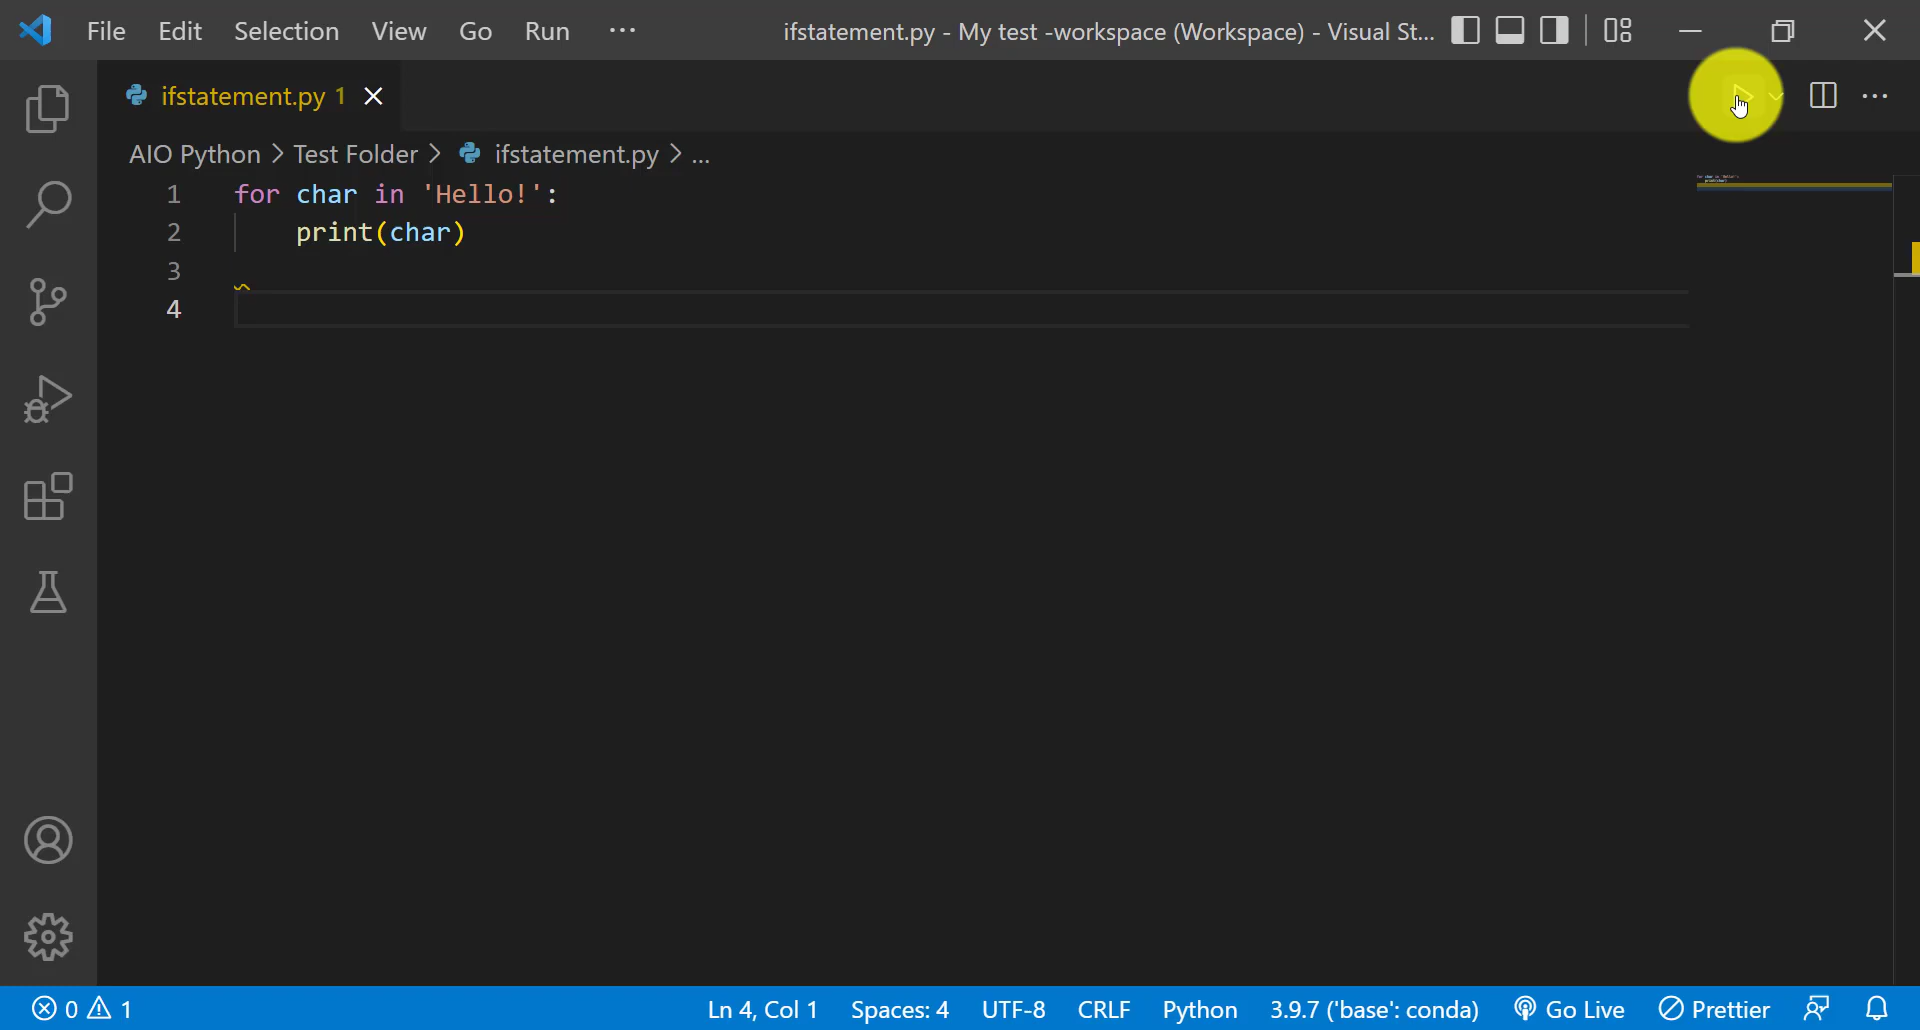 File Edit Selection View Go Run ··· ifstatement.py - My test -workspace (Workspace) - Visual St...
ifstatement.py 1
AIO Python > Test Folder > ifstatement.py > ...
1 for char in 'Hello!':
2 print(char)
3
4
0 1 Ln 4, Col 1 Spaces: 4 UTF-8 CRLF Python 3.9.7 ('base': conda) Go Live Prettier